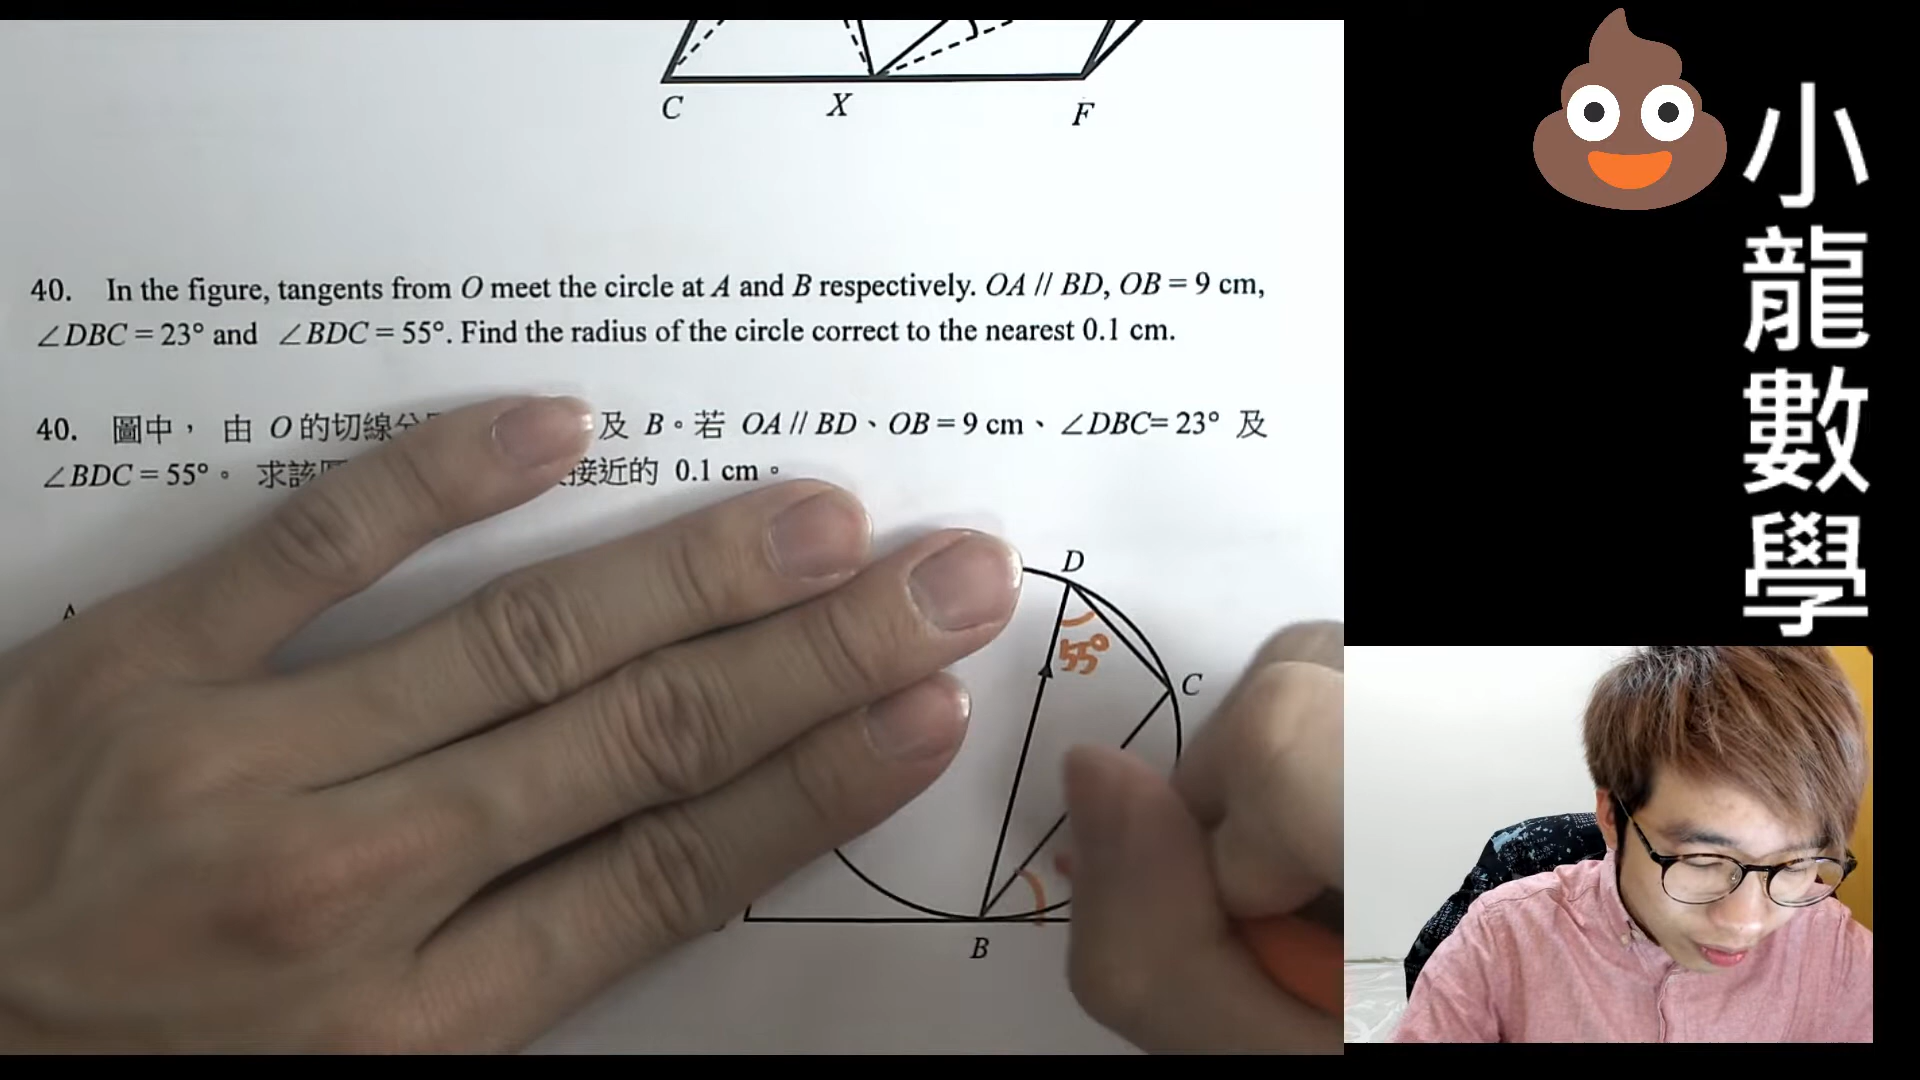 C X F
40. In the figure, tangents from O meet the circle at A and B respectively. OA // BD, OB = 9 cm,
∠DBC = 23° and ∠BDC = 55°. Find the radius of the circle correct to the nearest 0.1 cm.
40. 圖中， 由 O 的切線 及 B。若 OA // BD、OB = 9 cm、∠DBC= 23° 及
∠BDC = 55°。 求該 接近的 0.1 cm。
D
55°
C
B
小龍數學